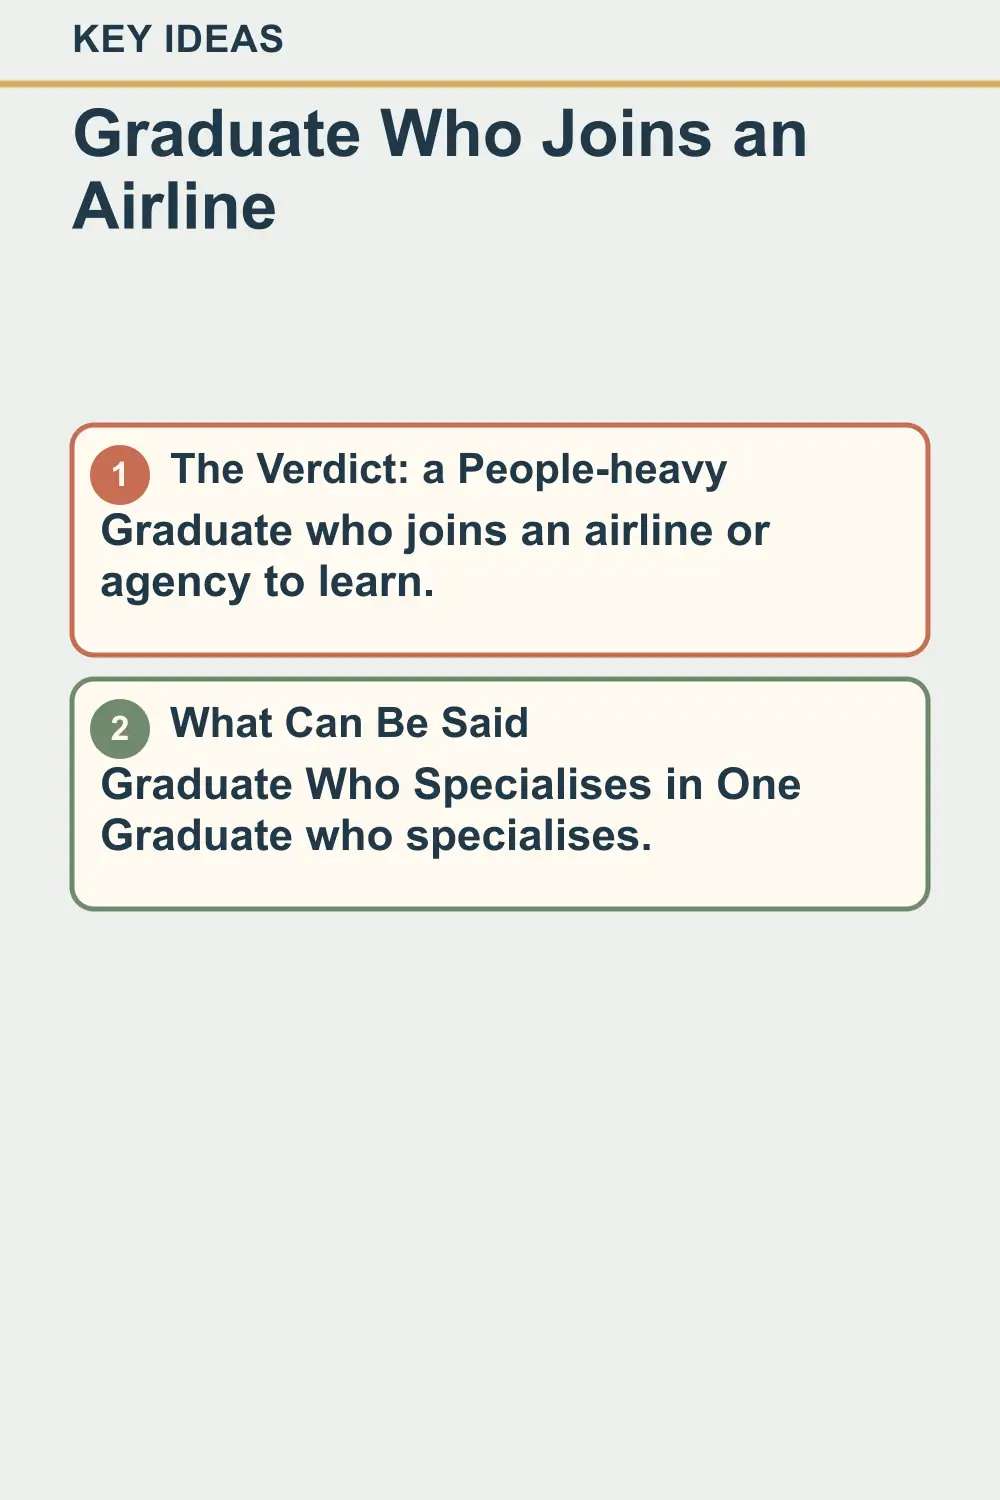 KEY IDEAS
Graduate Who Joins an
Airline
1 The Verdict: a People-heavy
Graduate who joins an airline or
agency to learn.
2 What Can Be Said
Graduate Who Specialises in One
Graduate who specialises.